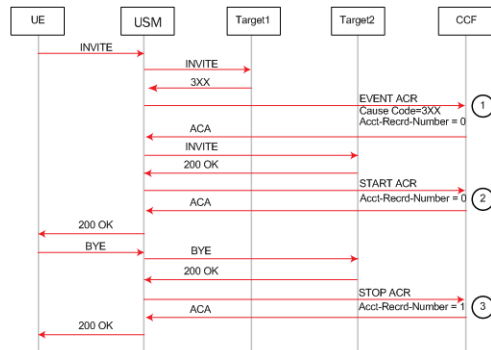 UE USM Target1 Target2 CCF
INVITE
INVITE
3XX
EVENT ACR
Cause Code=3XX
Acct-Recrd-Number = 0
1
ACA
INVITE
200 OK
START ACR
Acct-Recrd-Number = 0
2
ACA
200 OK
BYE
BYE
200 OK
STOP ACR
Acct-Recrd-Number = 1
3
ACA
200 OK